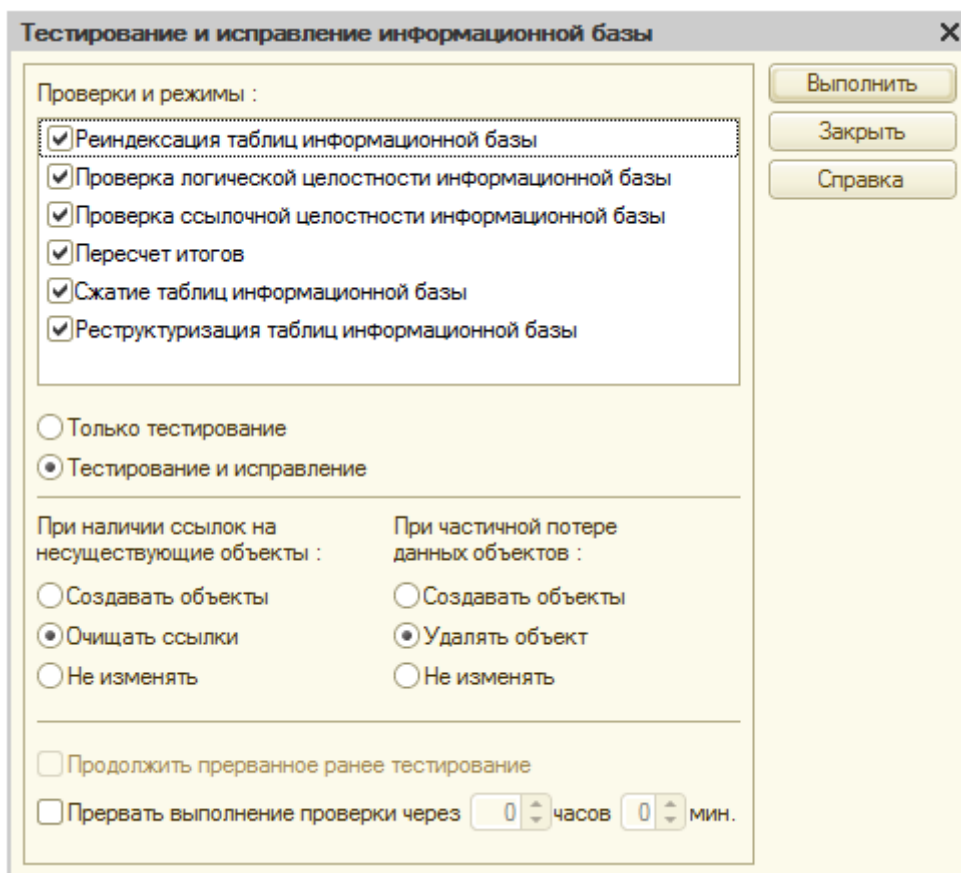 Тестирование и исправление информационной базы
Проверки и режимы :
Реиндексация таблиц информационной базы
Проверка логической целостности информационной базы
Проверка ссылочной целостности информационной базы
Пересчет итогов
Сжатие таблиц информационной базы
Реструктуризация таблиц информационной базы
Выполнить
Закрыть
Справка
Только тестирование
Тестирование и исправление
При наличии ссылок на
несуществующие объекты :
Создавать объекты
Очищать ссылки
Не изменять
При частичной потере
данных объектов :
Создавать объекты
Удалять объект
Не изменять
Продолжить прерванное ранее тестирование
Прервать выполнение проверки через 0 часов 0 мин.